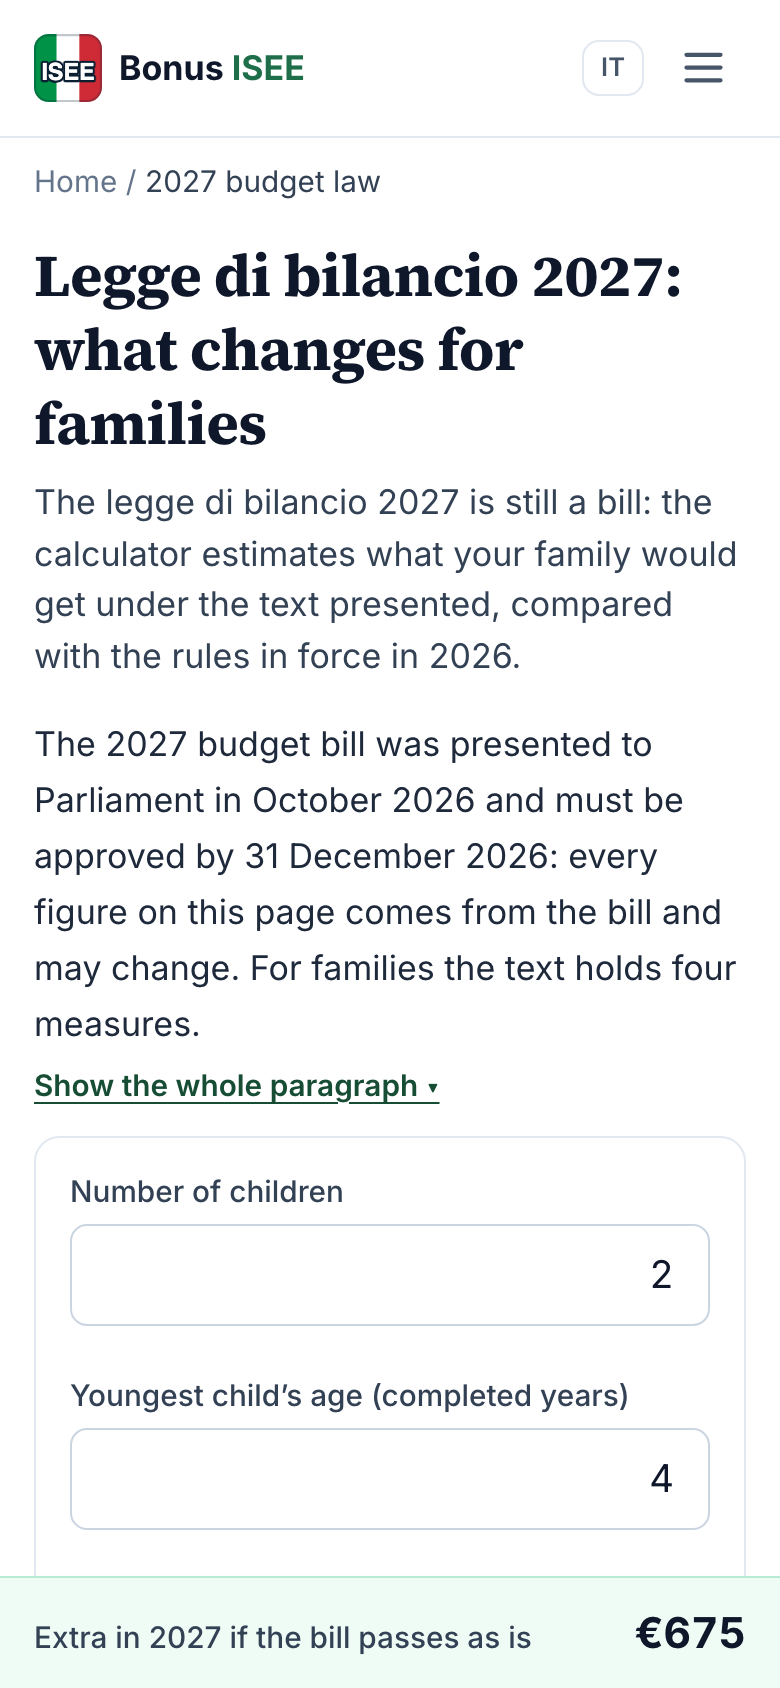 ISEE
Bonus ISEE
IT
Home / 2027 budget law
Legge di bilancio 2027:
what changes for
families
The legge di bilancio 2027 is still a bill: the
calculator estimates what your family would
get under the text presented, compared
with the rules in force in 2026.
The 2027 budget bill was presented to
Parliament in October 2026 and must be
approved by 31 December 2026: every
figure on this page comes from the bill and
may change. For families the text holds four
measures.
Show the whole paragraph ▾
Number of children
2
Youngest child’s age (completed years)
4
Extra in 2027 if the bill passes as is
€675